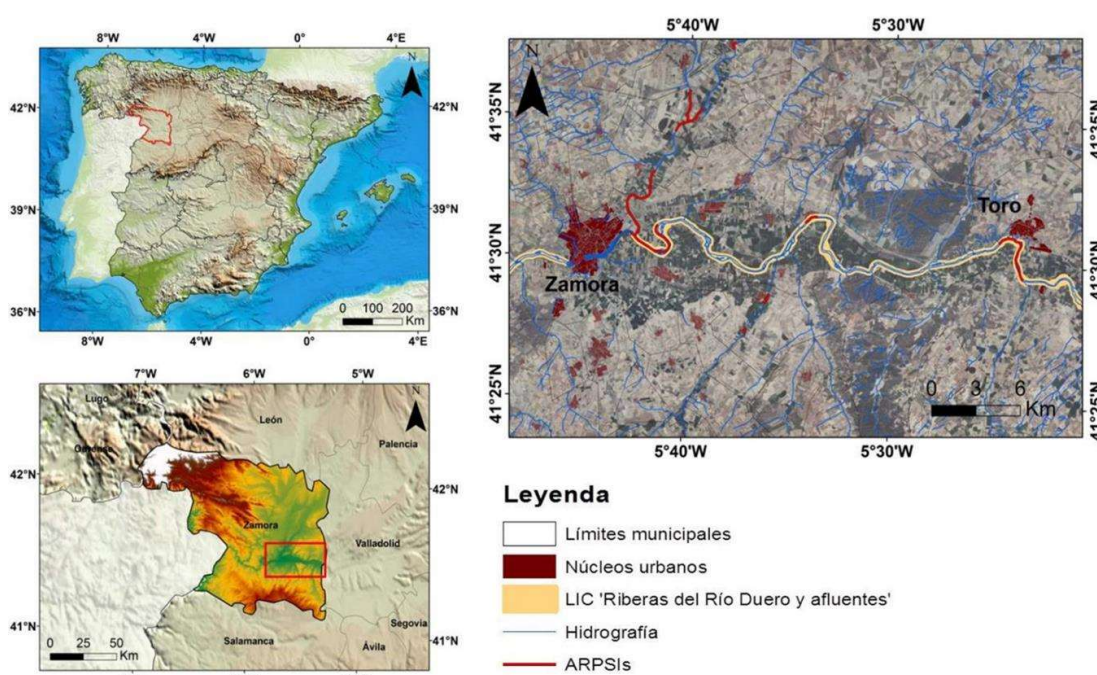 8°W
4°W
0°
4°E
N
42°N
39°N
36°N
42°N
39°N
36°N
0 100 200
Km
8°W
4°W
0°
4°E
5°40'W
5°30'W
N
41°35'N
41°30'N
41°25'N
41°35'N
41°30'N
41°25'N
Toro
Zamora
0 3 6
Km
5°40'W
5°30'W
7°W
6°W
5°W
N
Lugo
León
Palencia
42°N
42°N
Zamora
Valladolid
Segovia
41°N
41°N
Salamanca
Ávila
0 25 50
Km
7°W
6°W
5°W
Leyenda
Límites municipales
Núcleos urbanos
LIC 'Riberas del Río Duero y afluentes'
Hidrografía
ARPSIs